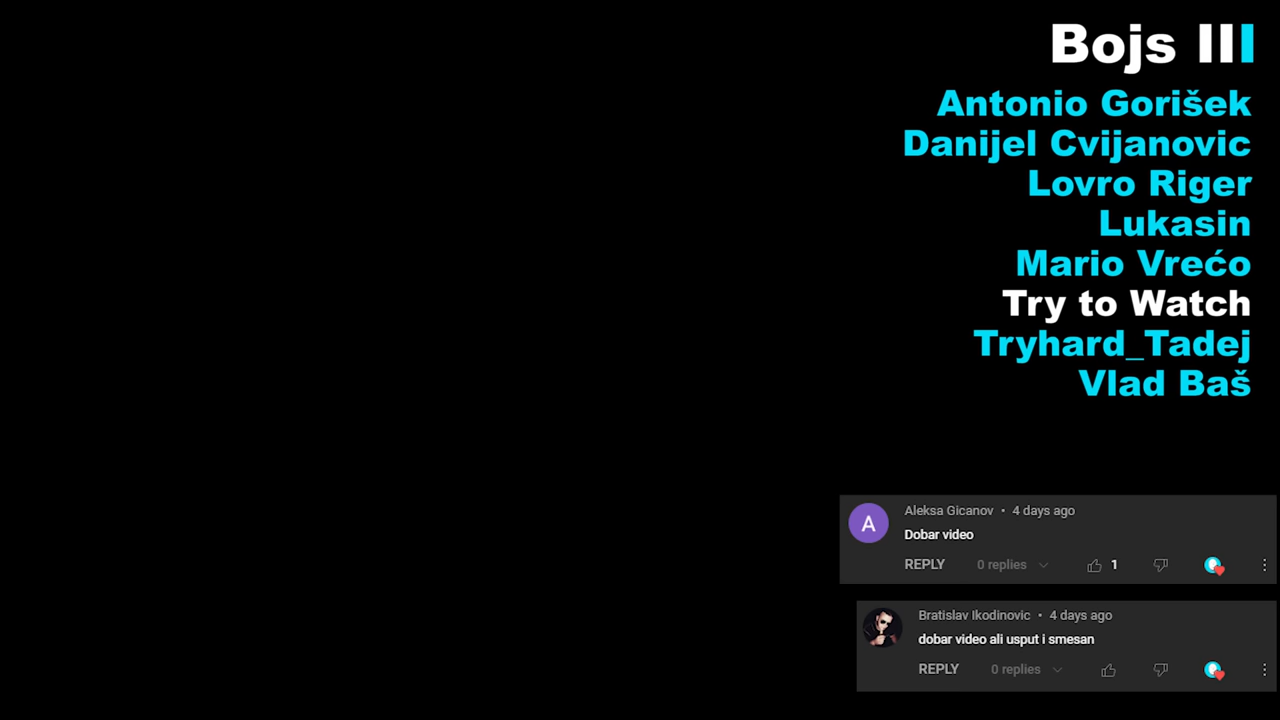 Bojs III
Antonio Gorišek
Danijel Cvijanovic
Lovro Riger
Lukasin
Mario Vrećo
Try to Watch
Tryhard_Tadej
Vlad Baš
A
Aleksa Gicanov • 4 days ago
Dobar video
REPLY 0 replies 1
Bratislav Ikodinovic • 4 days ago
dobar video ali usput i smesan
REPLY 0 replies